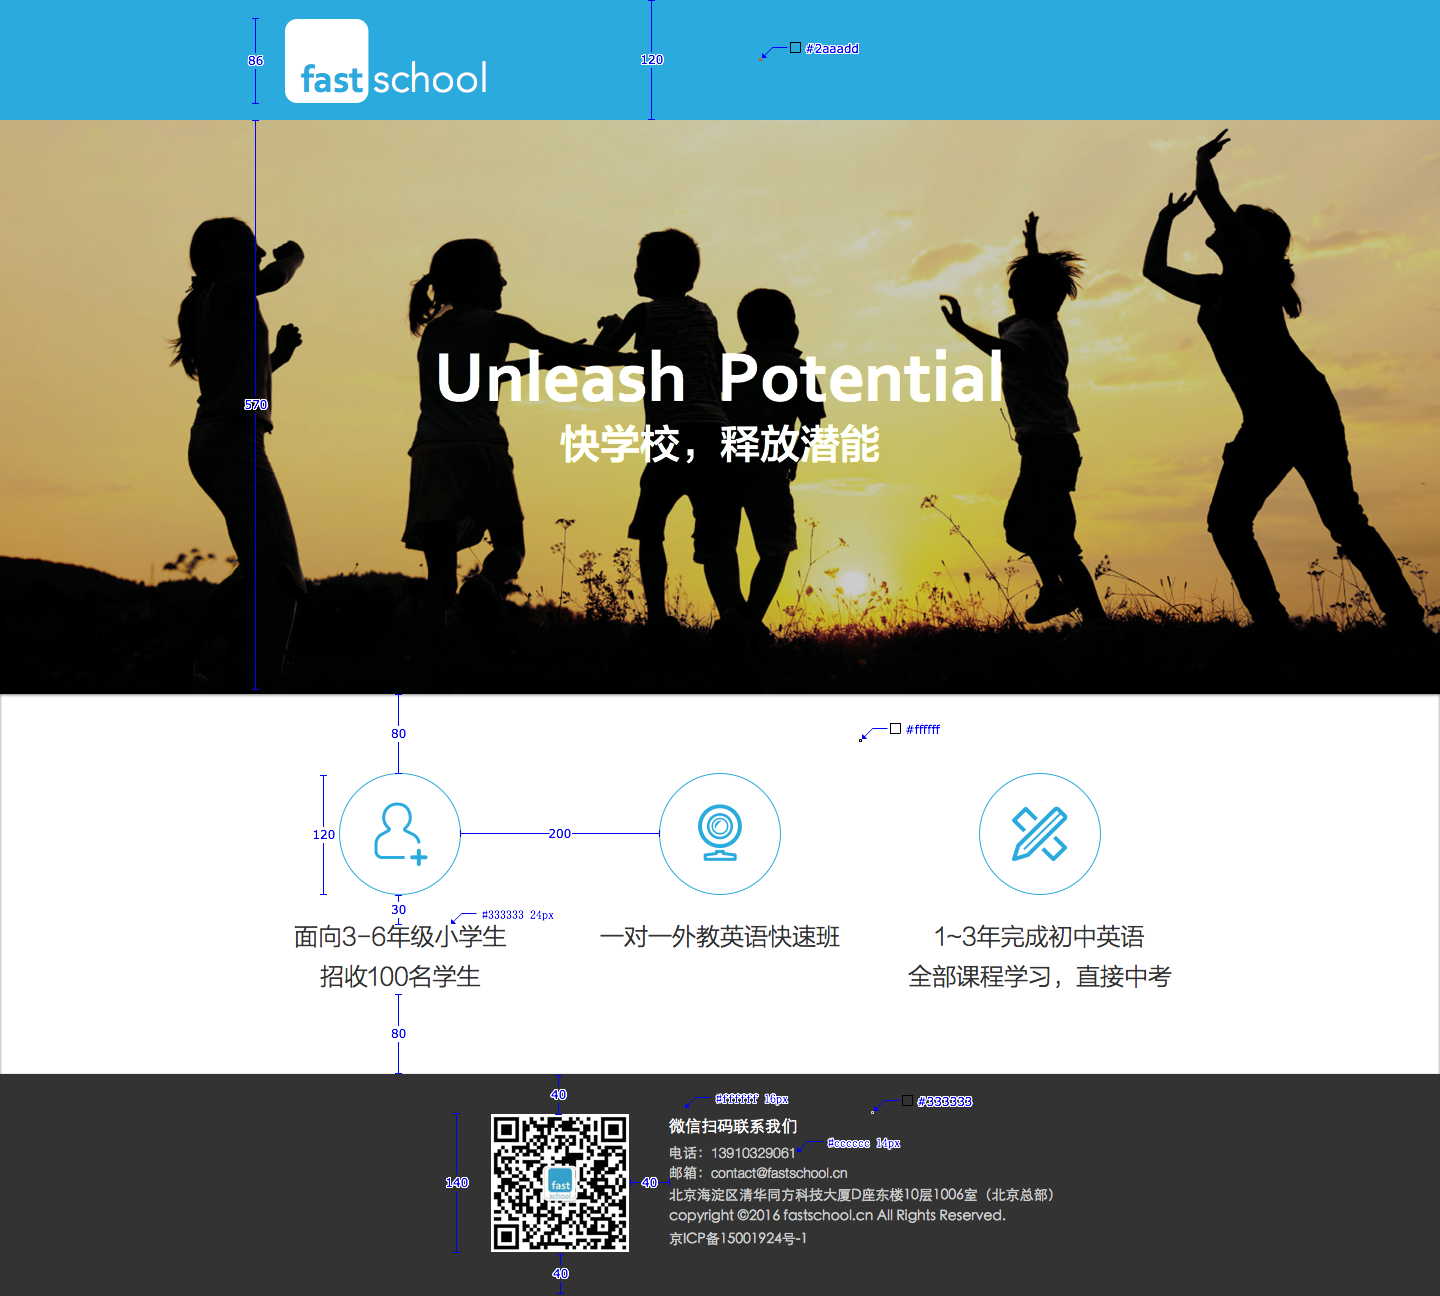 fast school
86
120
#2aaadd
570
Unleash Potential
快学校，释放潜能
80
#ffffff
120
200
30
#333333 24px
面向3-6年级小学生
招收100名学生
一对一外教英语快速班
1~3年完成初中英语
全部课程学习，直接中考
80
40
#ffffff 16px
#333333
微信扫码联系我们
#cccccc 14px
电话：13910329061
邮箱：contact@fastschool.cn
140
fast
school
40
北京海淀区清华同方科技大厦D座东楼10层1006室（北京总部）
copyright ©2016 fastschool.cn All Rights Reserved.
京ICP备15001924号-1
40